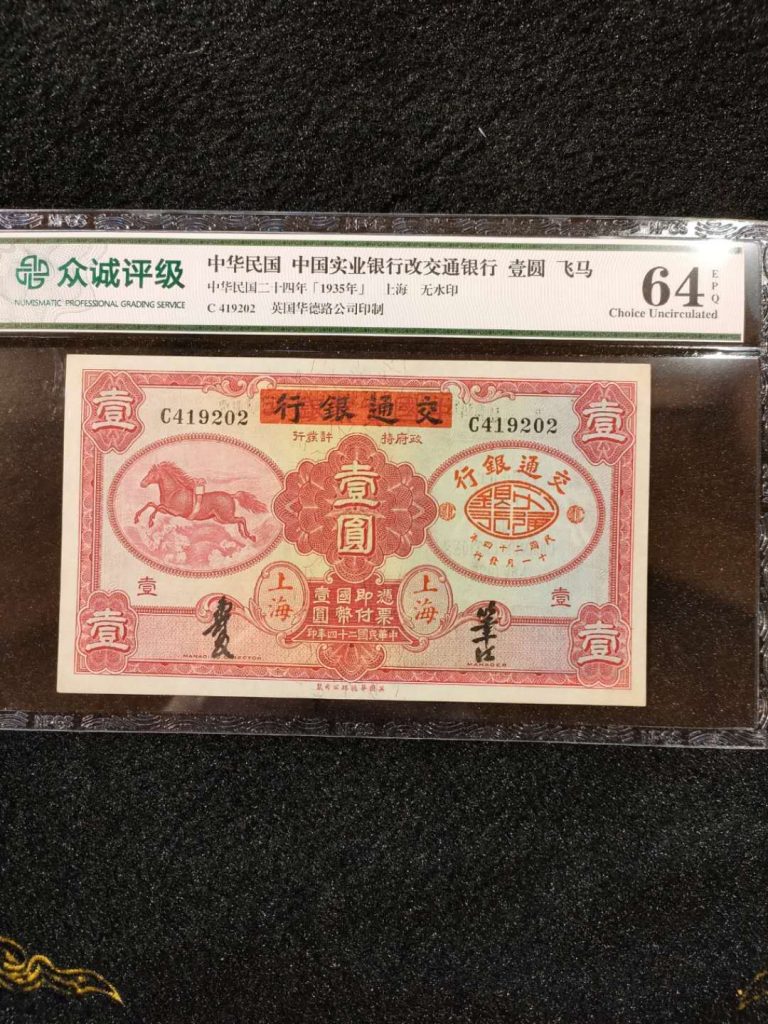 众诚评级
NUMISMATIC PROFESSIONAL GRADING SERVICE
中华民国 中国实业银行改交通银行 壹圆 飞马
中华民国二十四年「1935年」 上海 无水印
C 419202 英国华德路公司印制
64 EPQ
Choice Uncirculated
壹
行銀通交
壹
C419202
C419202
行發許 特府政
壹圓
行銀通交
年四十二國民
行發月一十
壹
壹
上海
上海
憑票
即付
國幣
壹圓
印年四十二國民華中
壹
壹
MANAGER